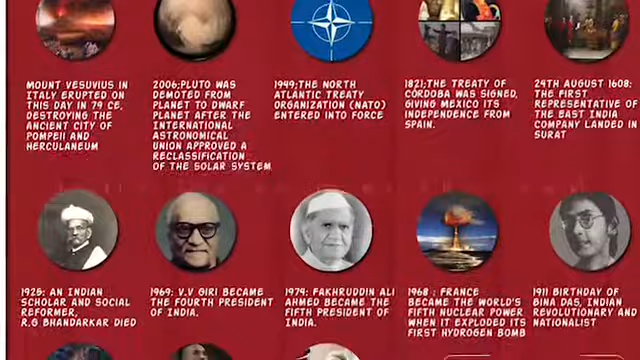 MOUNT VESUVIUS IN
ITALY ERUPTED ON
THIS DAY IN 79 CE,
DESTROYING THE
ANCIENT CITY OF
POMPEII AND
HERCULANEUM
2006;PLUTO WAS
DEMOTED FROM
PLANET TO DWARF
PLANET AFTER THE
INTERNATIONAL
ASTRONOMICAL
UNION APPROVED A
RECLASSIFICATION
OF THE SOLAR SYSTEM
1949;THE NORTH
ATLANTIC TREATY
ORGANIZATION (NATO)
ENTERED INTO FORCE
1821;THE TREATY OF
CÓRDOBA WAS SIGNED,
GIVING MEXICO ITS
INDEPENDENCE FROM
SPAIN.
24TH AUGUST 1608:
THE FIRST
REPRESENTATIVE OF
THE EAST INDIA
COMPANY LANDED IN
SURAT
1925: AN INDIAN
SCHOLAR AND SOCIAL
REFORMER,
R.G BHANDARKAR DIED
1969: V.V GIRI BECAME
THE FOURTH PRESIDENT
OF INDIA.
1974: FAKHRUDDIN ALI
AHMED BECAME THE
FIFTH PRESIDENT OF
INDIA.
1968 : FRANCE
BECAME THE WORLD'S
FIFTH NUCLEAR POWER
WHEN IT EXPLODED ITS
FIRST HYDROGEN BOMB
1911 BIRTHDAY OF
BINA DAS, INDIAN
REVOLUTIONARY AND
NATIONALIST